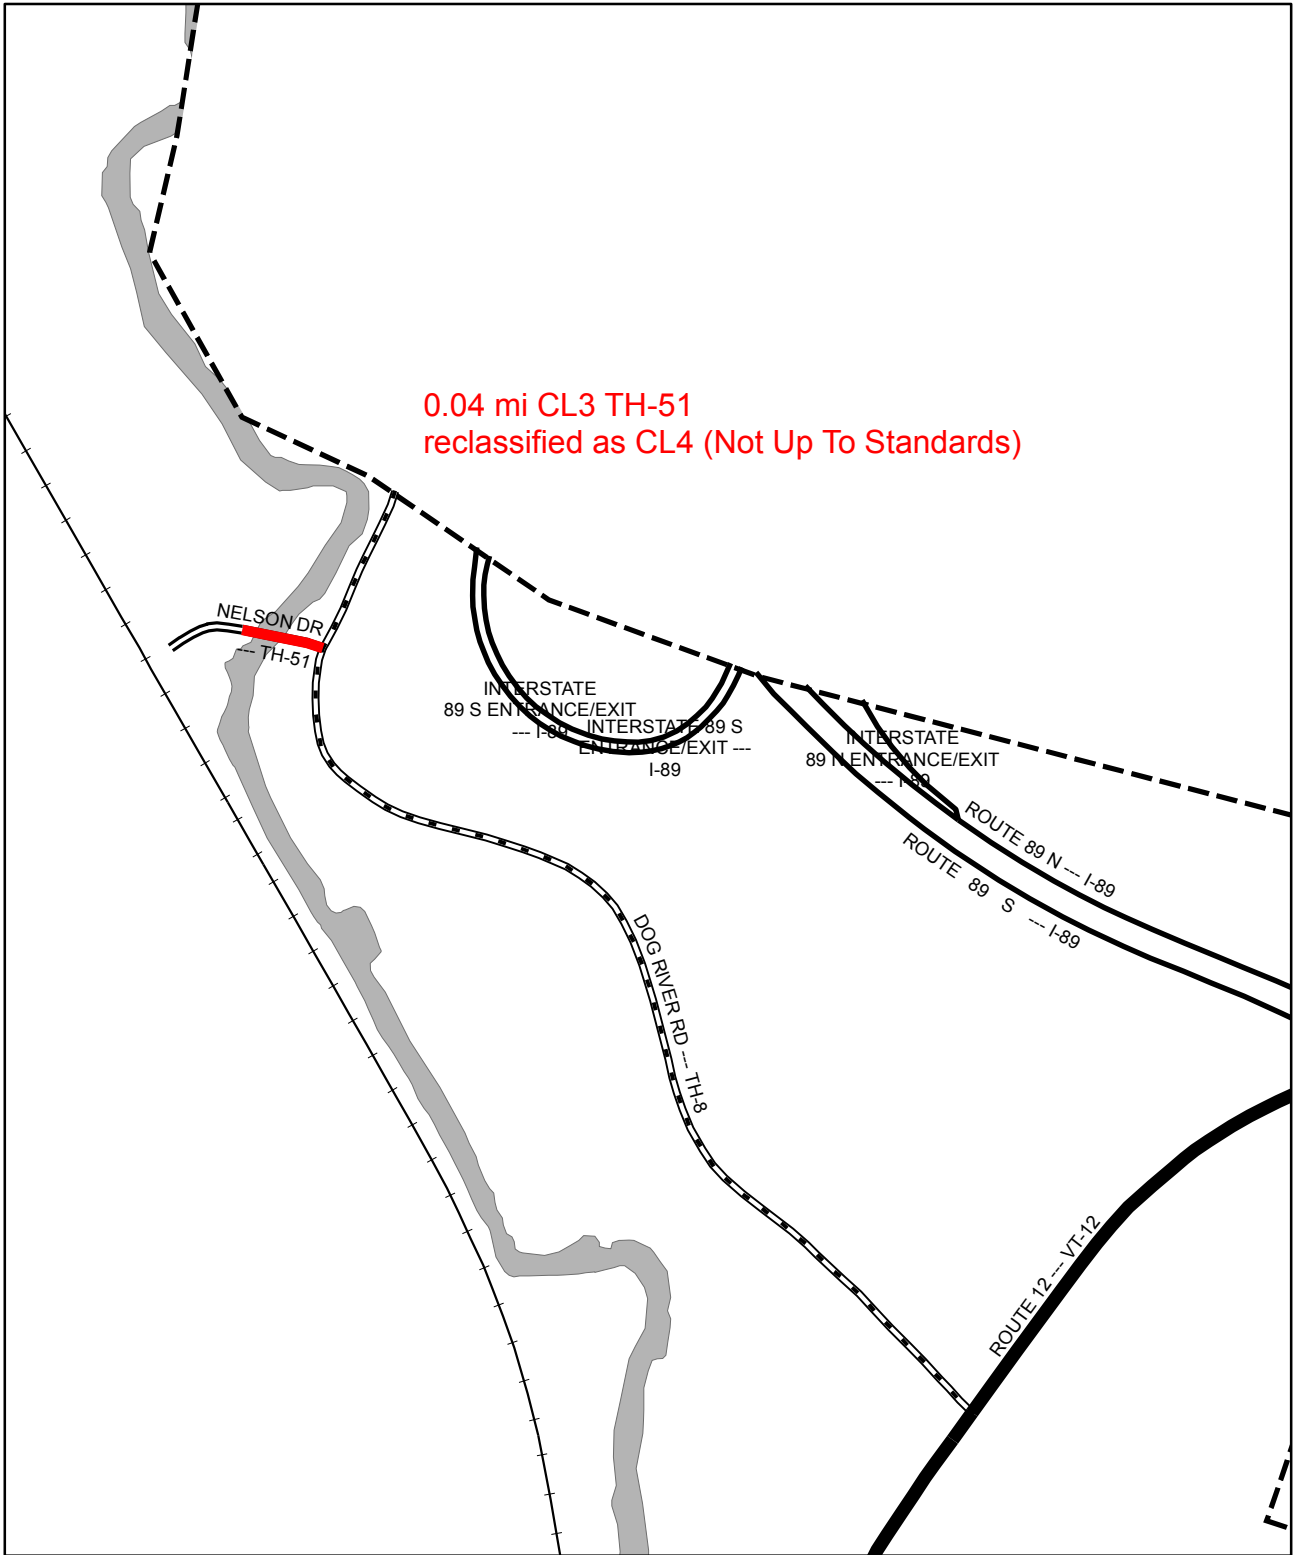 0.04 mi CL3 TH-51
reclassified as CL4 (Not Up To Standards)
NELSON DR
--- TH-51
INTERSTATE
89 S ENTRANCE/EXIT
--- I-89
INTERSTATE 89 S
ENTRANCE/EXIT ---
I-89
INTERSTATE
89 N ENTRANCE/EXIT
--- I-89
ROUTE 89 N --- I-89
ROUTE 89 S --- I-89
DOG RIVER RD --- TH-8
ROUTE 12 --- VT-12